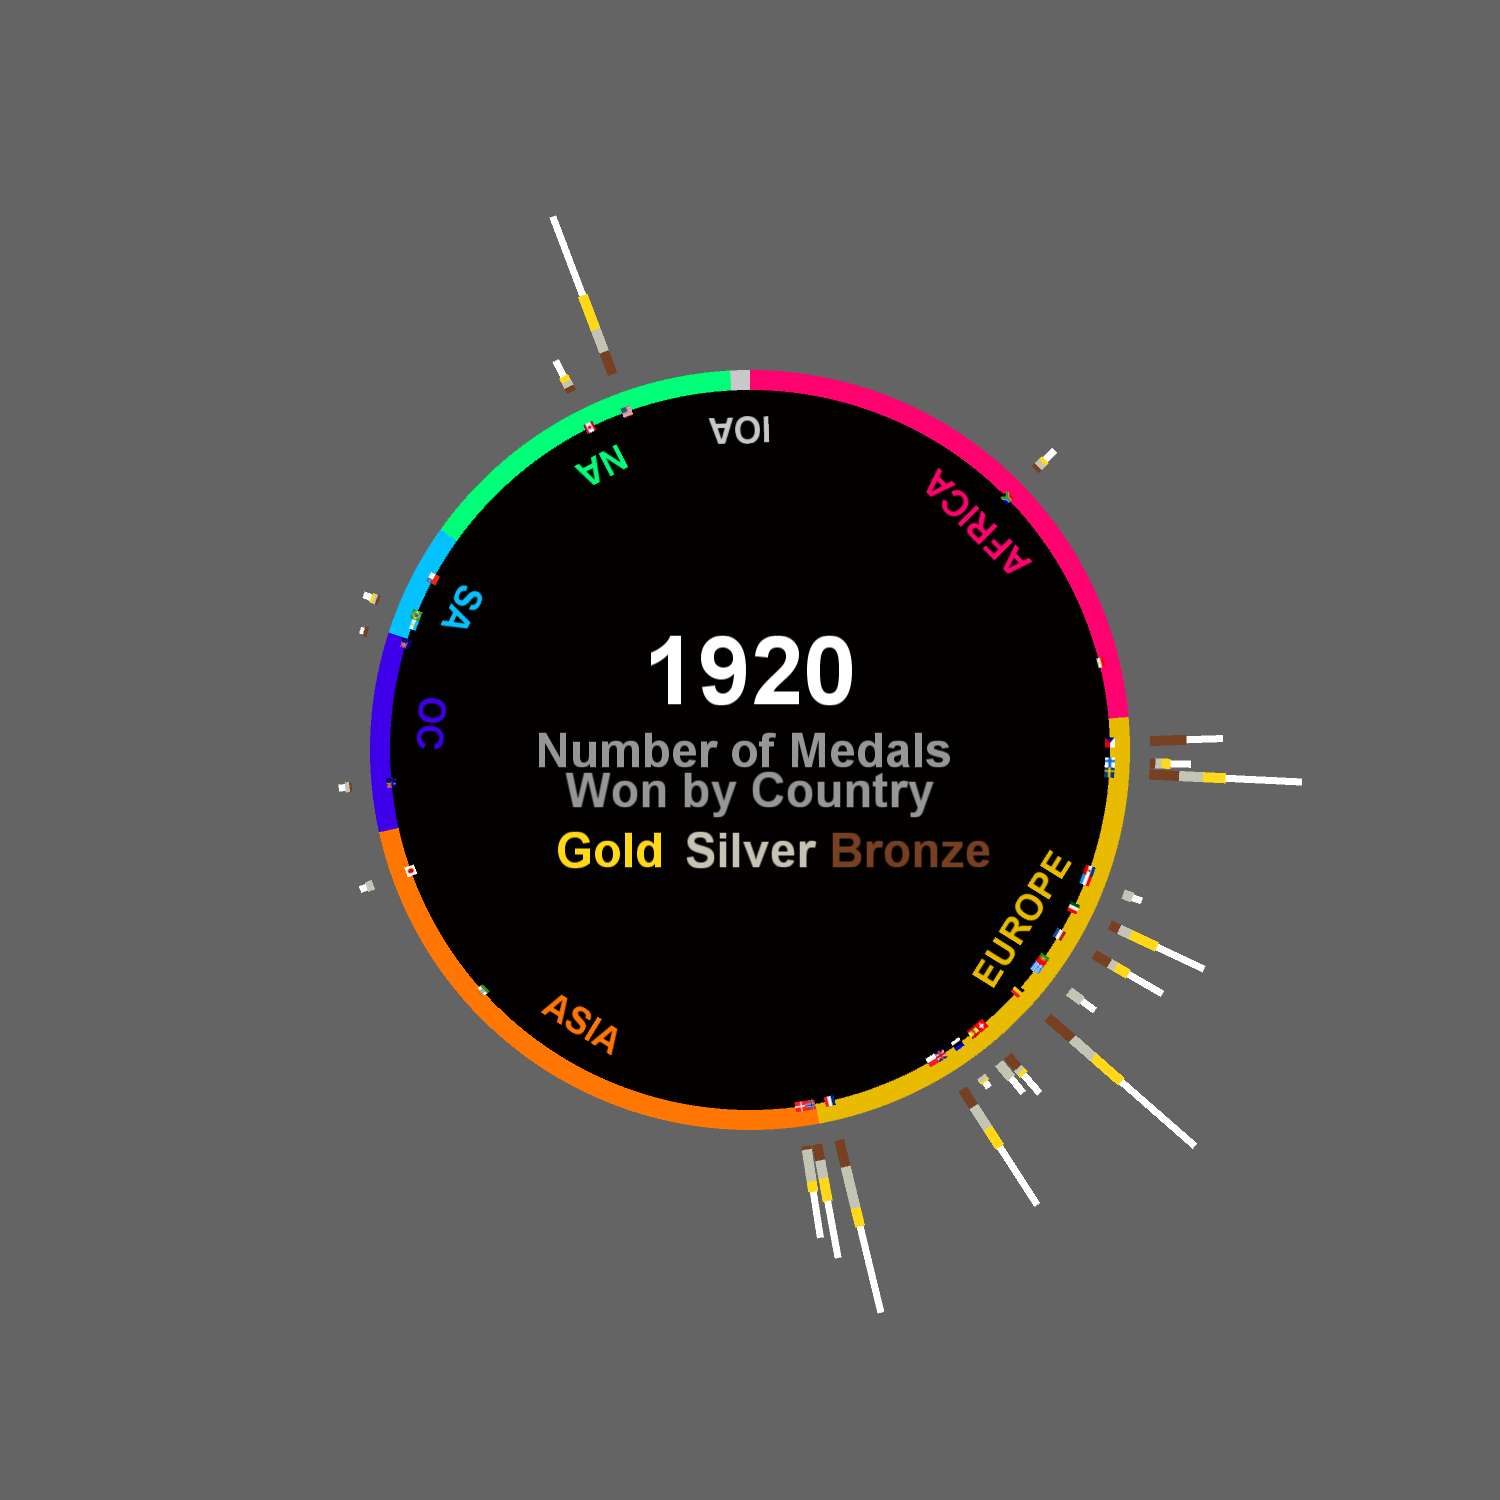 IOA
NA
AFRICA
SA
1920
OC
Number of Medals
Won by Country
Gold Silver Bronze
EUROPE
ASIA